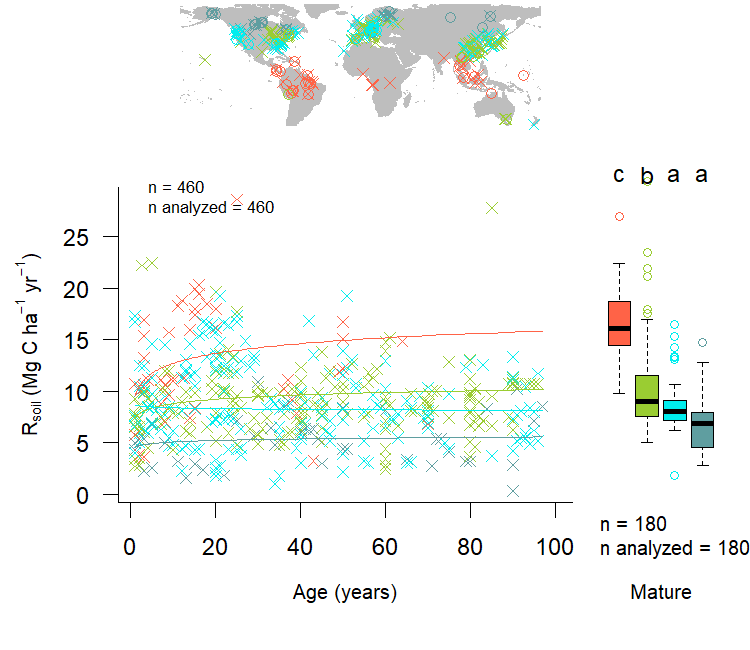 c b a a
n = 460
n analyzed = 460
25
20
15
10
5
0
R_soil (Mg C ha⁻¹ yr⁻¹)
0 20 40 60 80 100
Age (years)
n = 180
n analyzed = 180
Mature